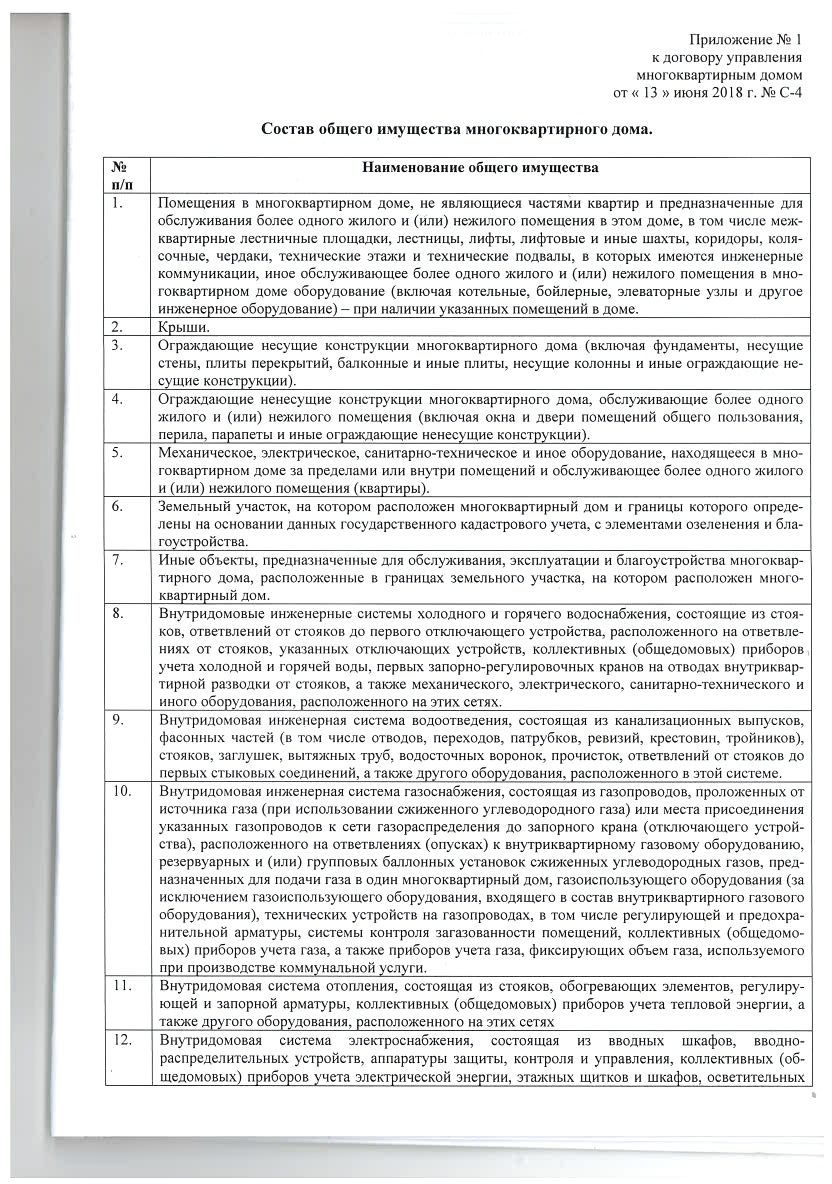 Приложение № 1
к договору управления
многоквартирным домом
от « 13 » июня 2018 г. № С-4
Состав общего имущества многоквартирного дома.
№
п/п
Наименование общего имущества
1. Помещения в многоквартирном доме, не являющиеся частями квартир и предназначенные для
обслуживания более одного жилого и (или) нежилого помещения в этом доме, в том числе меж-
квартирные лестничные площадки, лестницы, лифты, лифтовые и иные шахты, коридоры, коля-
сочные, чердаки, технические этажи и технические подвалы, в которых имеются инженерные
коммуникации, иное обслуживающее более одного жилого и (или) нежилого помещения в мно-
гоквартирном доме оборудование (включая котельные, бойлерные, элеваторные узлы и другое
инженерное оборудование) – при наличии указанных помещений в доме.
2. Крыши.
3. Ограждающие несущие конструкции многоквартирного дома (включая фундаменты, несущие
стены, плиты перекрытий, балконные и иные плиты, несущие колонны и иные ограждающие не-
сущие конструкции).
4. Ограждающие ненесущие конструкции многоквартирного дома, обслуживающие более одного
жилого и (или) нежилого помещения (включая окна и двери помещений общего пользования,
перила, парапеты и иные ограждающие ненесущие конструкции).
5. Механическое, электрическое, санитарно-техническое и иное оборудование, находящееся в мно-
гоквартирном доме за пределами или внутри помещений и обслуживающее более одного жилого
и (или) нежилого помещения (квартиры).
6. Земельный участок, на котором расположен многоквартирный дом и границы которого опреде-
лены на основании данных государственного кадастрового учета, с элементами озеленения и бла-
гоустройства.
7. Иные объекты, предназначенные для обслуживания, эксплуатации и благоустройства многоквар-
тирного дома, расположенные в границах земельного участка, на котором расположен много-
квартирный дом.
8. Внутридомовые инженерные системы холодного и горячего водоснабжения, состоящие из стоя-
ков, ответвлений от стояков до первого отключающего устройства, расположенного на ответвле-
ниях от стояков, указанных отключающих устройств, коллективных (общедомовых) приборов
учета холодной и горячей воды, первых запорно-регулировочных кранов на отводах внутриквар-
тирной разводки от стояков, а также механического, электрического, санитарно-технического и
иного оборудования, расположенного на этих сетях.
9. Внутридомовая инженерная система водоотведения, состоящая из канализационных выпусков,
фасонных частей (в том числе отводов, переходов, патрубков, ревизий, крестовин, тройников),
стояков, заглушек, вытяжных труб, водосточных воронок, прочисток, ответвлений от стояков до
первых стыковых соединений, а также другого оборудования, расположенного в этой системе.
10. Внутридомовая инженерная система газоснабжения, состоящая из газопроводов, проложенных от
источника газа (при использовании сжиженного углеводородного газа) или места присоединения
указанных газопроводов к сети газораспределения до запорного крана (отключающего устрой-
ства), расположенного на ответвлениях (опусках) к внутриквартирному газовому оборудованию,
резервуарных и (или) групповых баллонных установок сжиженных углеводородных газов, пред-
назначенных для подачи газа в один многоквартирный дом, газоиспользующего оборудования (за
исключением газоиспользующего оборудования, входящего в состав внутриквартирного газового
оборудования), технических устройств на газопроводах, в том числе регулирующей и предохра-
нительной арматуры, системы контроля загазованности помещений, коллективных (общедомо-
вых) приборов учета газа, а также приборов учета газа, фиксирующих объем газа, используемого
при производстве коммунальной услуги.
11. Внутридомовая система отопления, состоящая из стояков, обогревающих элементов, регулиру-
ющей и запорной арматуры, коллективных (общедомовых) приборов учета тепловой энергии, а
также другого оборудования, расположенного на этих сетях
12. Внутридомовая система электроснабжения, состоящая из вводных шкафов, вводно-
распределительных устройств, аппаратуры защиты, контроля и управления, коллективных (об-
щедомовых) приборов учета электрической энергии, этажных щитков и шкафов, осветительных